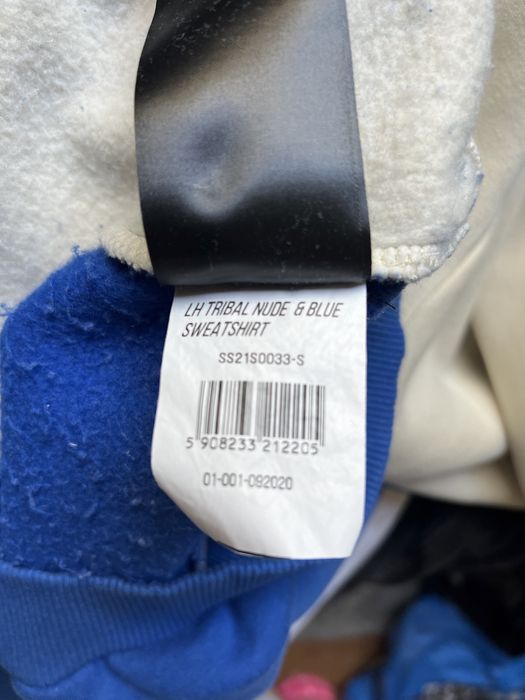 LH TRIBAL NUDE & BLUE
SWEATSHIRT
SS21S0033-S
5 908233 212205
01-001-092020